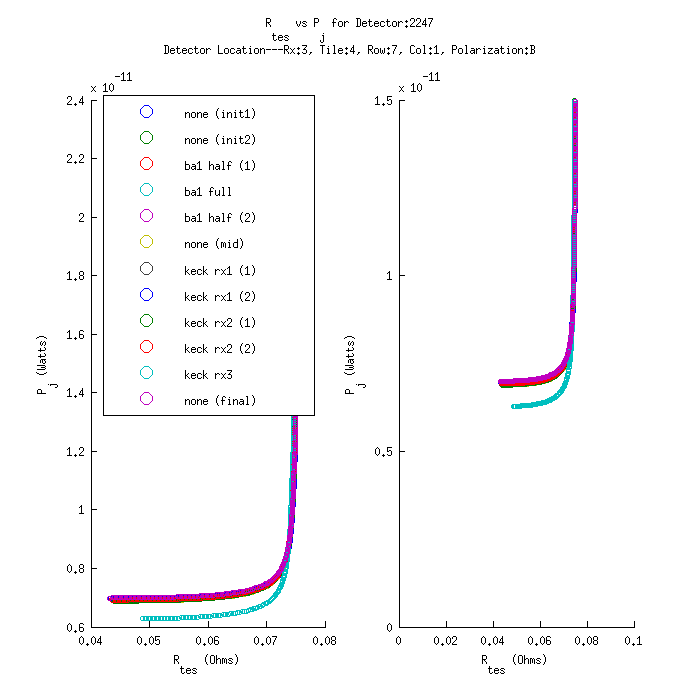 R tes vs P j for Detector:2247
Detector Location---Rx:3, Tile:4, Row:7, Col:1, Polarization:B
x 10^-11
2.4
2.2
2
1.8
1.6
1.4
1.2
1
0.8
0.6
P j (Watts)
none (init1)
none (init2)
ba1 half (1)
ba1 full
ba1 half (2)
none (mid)
keck rx1 (1)
keck rx1 (2)
keck rx2 (1)
keck rx2 (2)
keck rx3
none (final)
0.04 0.05 0.06 0.07 0.08
R tes (Ohms)
x 10^-11
1.5
1
0.5
0
P j (Watts)
0 0.02 0.04 0.06 0.08 0.1
R tes (Ohms)